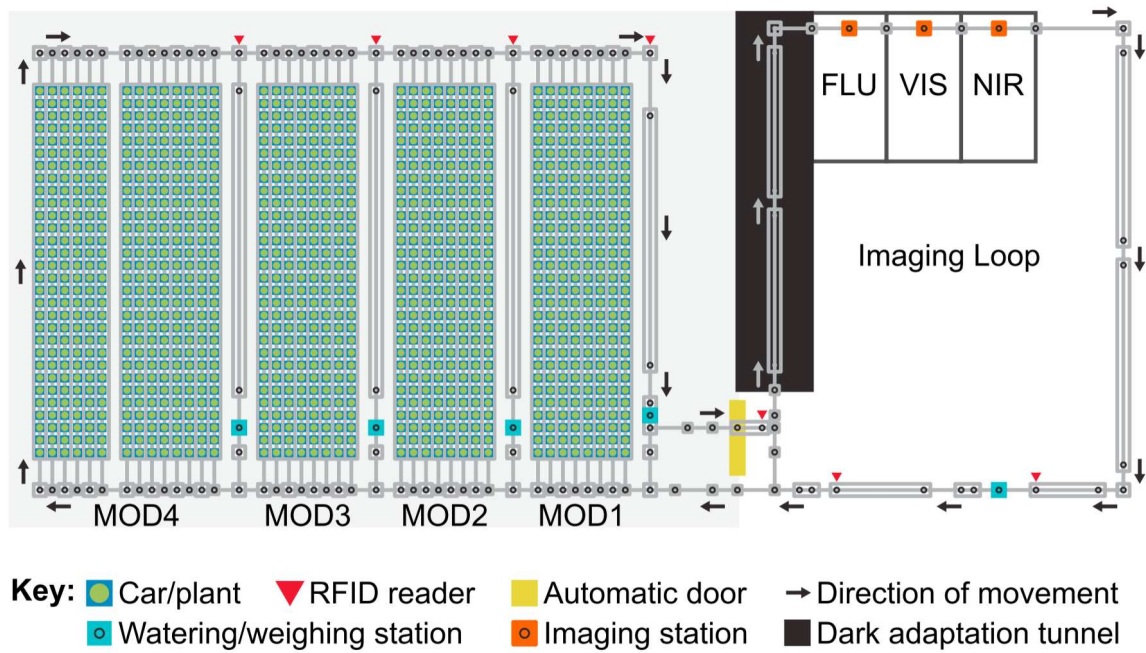 FLU VIS NIR
Imaging Loop
MOD4 MOD3 MOD2 MOD1
Key: Car/plant RFID reader Automatic door Direction of movement
Watering/weighing station Imaging station Dark adaptation tunnel